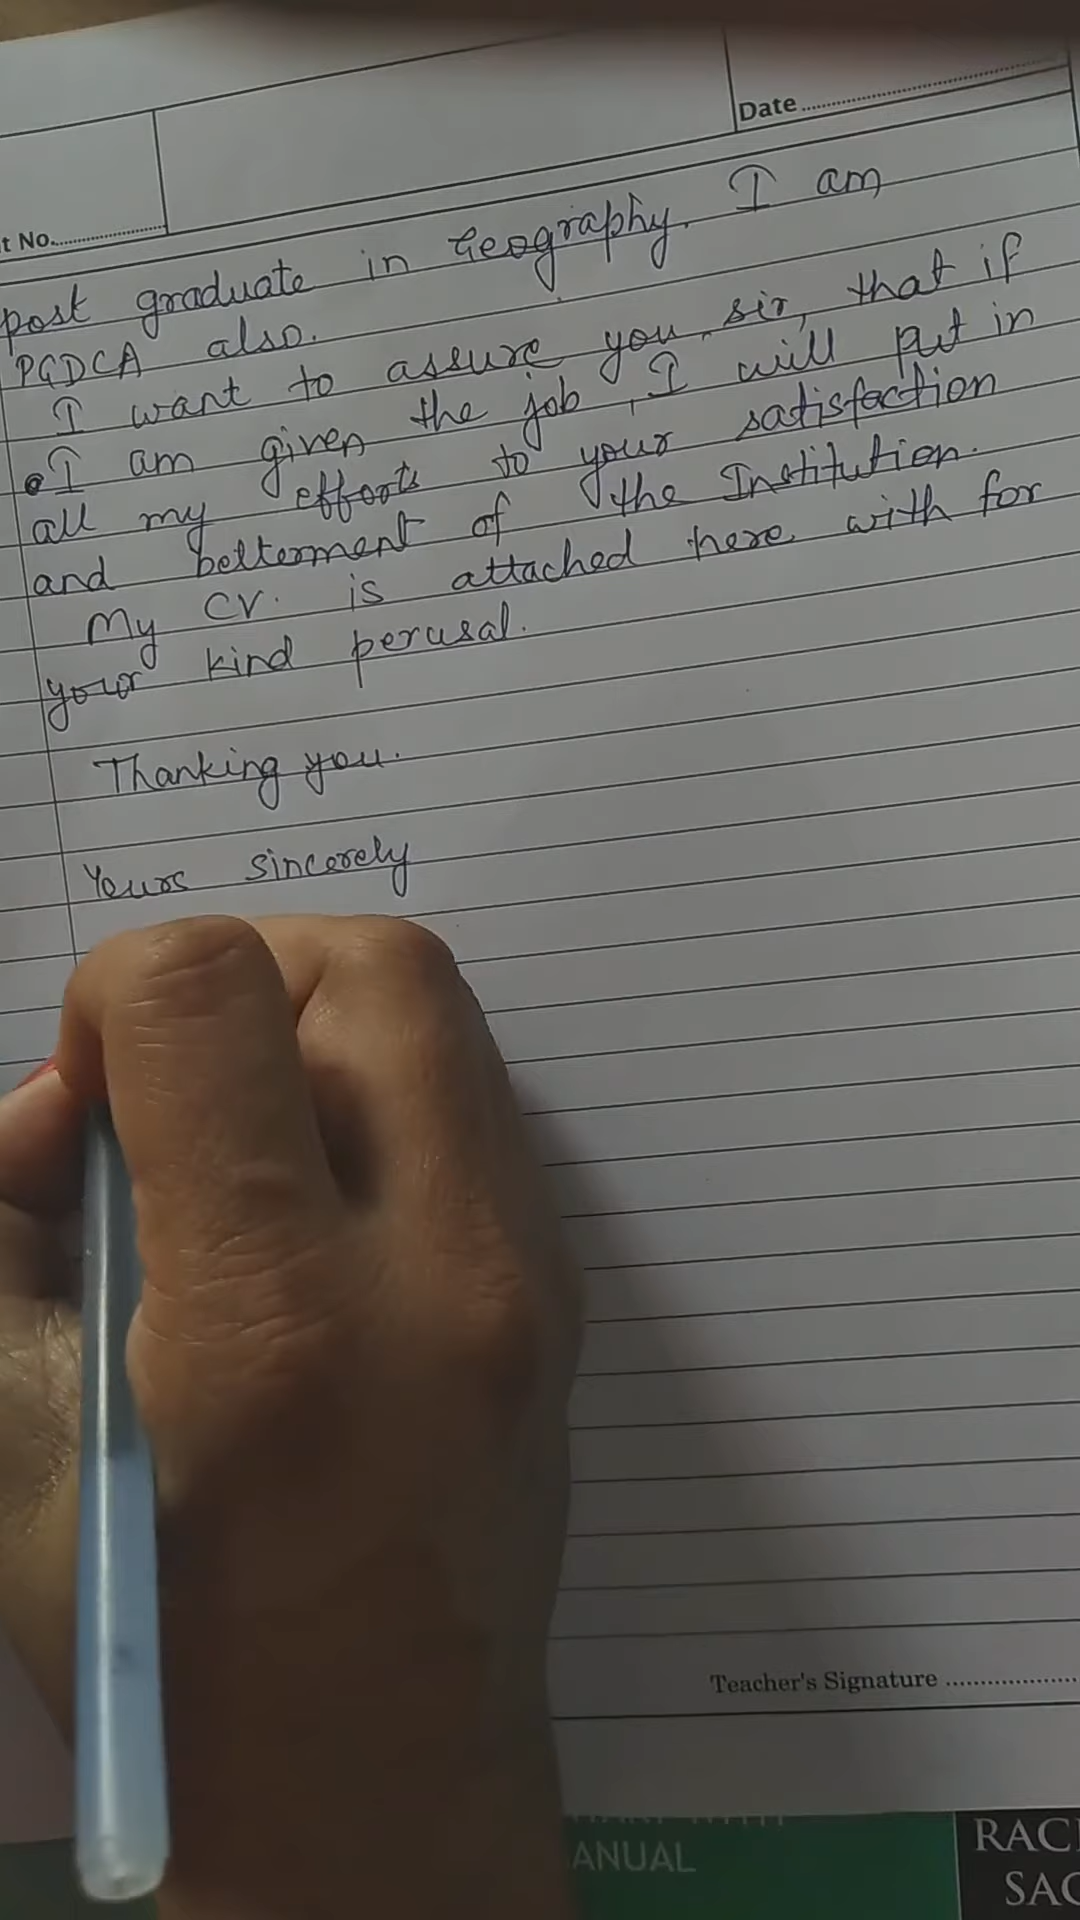 Date
t No.
post graduate in Geography. I am
PGDCA also.
I want to assure you sir, that if
I am given the job, I will put in
all my efforts to your satisfaction
and betterment of the Institution.
My CV. is attached here with for
your kind perusal.
Thanking you.
Yours sincerely
Teacher's Signature
ANUAL
RAC
SAC